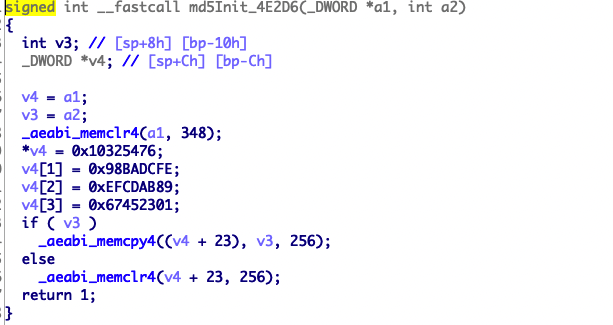 signed int __fastcall md5Init_4E2D6(_DWORD *a1, int a2)
{
int v3; // [sp+8h] [bp-10h]
_DWORD *v4; // [sp+Ch] [bp-Ch]
v4 = a1;
v3 = a2;
_aeabi_memclr4(a1, 348);
*v4 = 0x10325476;
v4[1] = 0x98BADCFE;
v4[2] = 0xEFCDAB89;
v4[3] = 0x67452301;
if ( v3 )
_aeabi_memcpy4((v4 + 23), v3, 256);
else
_aeabi_memclr4(v4 + 23, 256);
return 1;
}